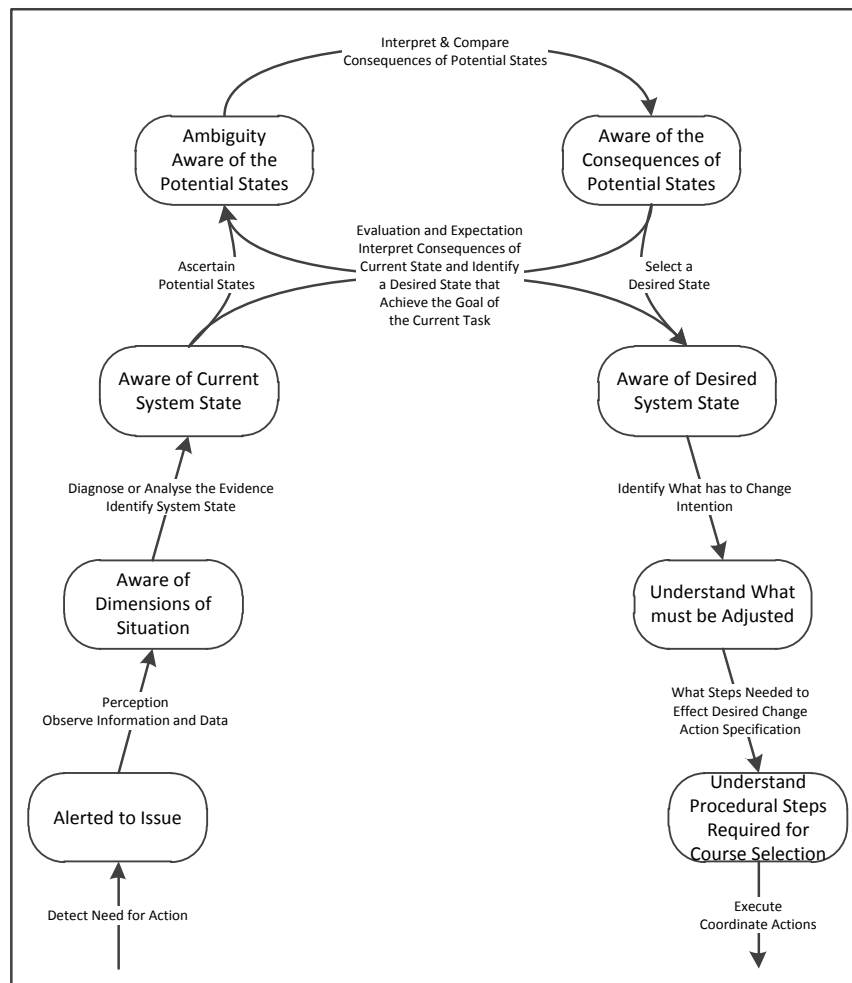 Interpret & Compare
Consequences of Potential States
Ambiguity
Aware of the
Potential States
Aware of the
Consequences of
Potential States
Evaluation and Expectation
Interpret Consequences of
Current State and Identify
a Desired State that
Achieve the Goal of
the Current Task
Ascertain
Potential States
Select a
Desired State
Aware of Current
System State
Aware of Desired
System State
Diagnose or Analyse the Evidence
Identify System State
Identify What has to Change
Intention
Aware of
Dimensions of
Situation
Understand What
must be Adjusted
Perception
Observe Information and Data
What Steps Needed to
Effect Desired Change
Action Specification
Alerted to Issue
Understand
Procedural Steps
Required for
Course Selection
Detect Need for Action
Execute
Coordinate Actions